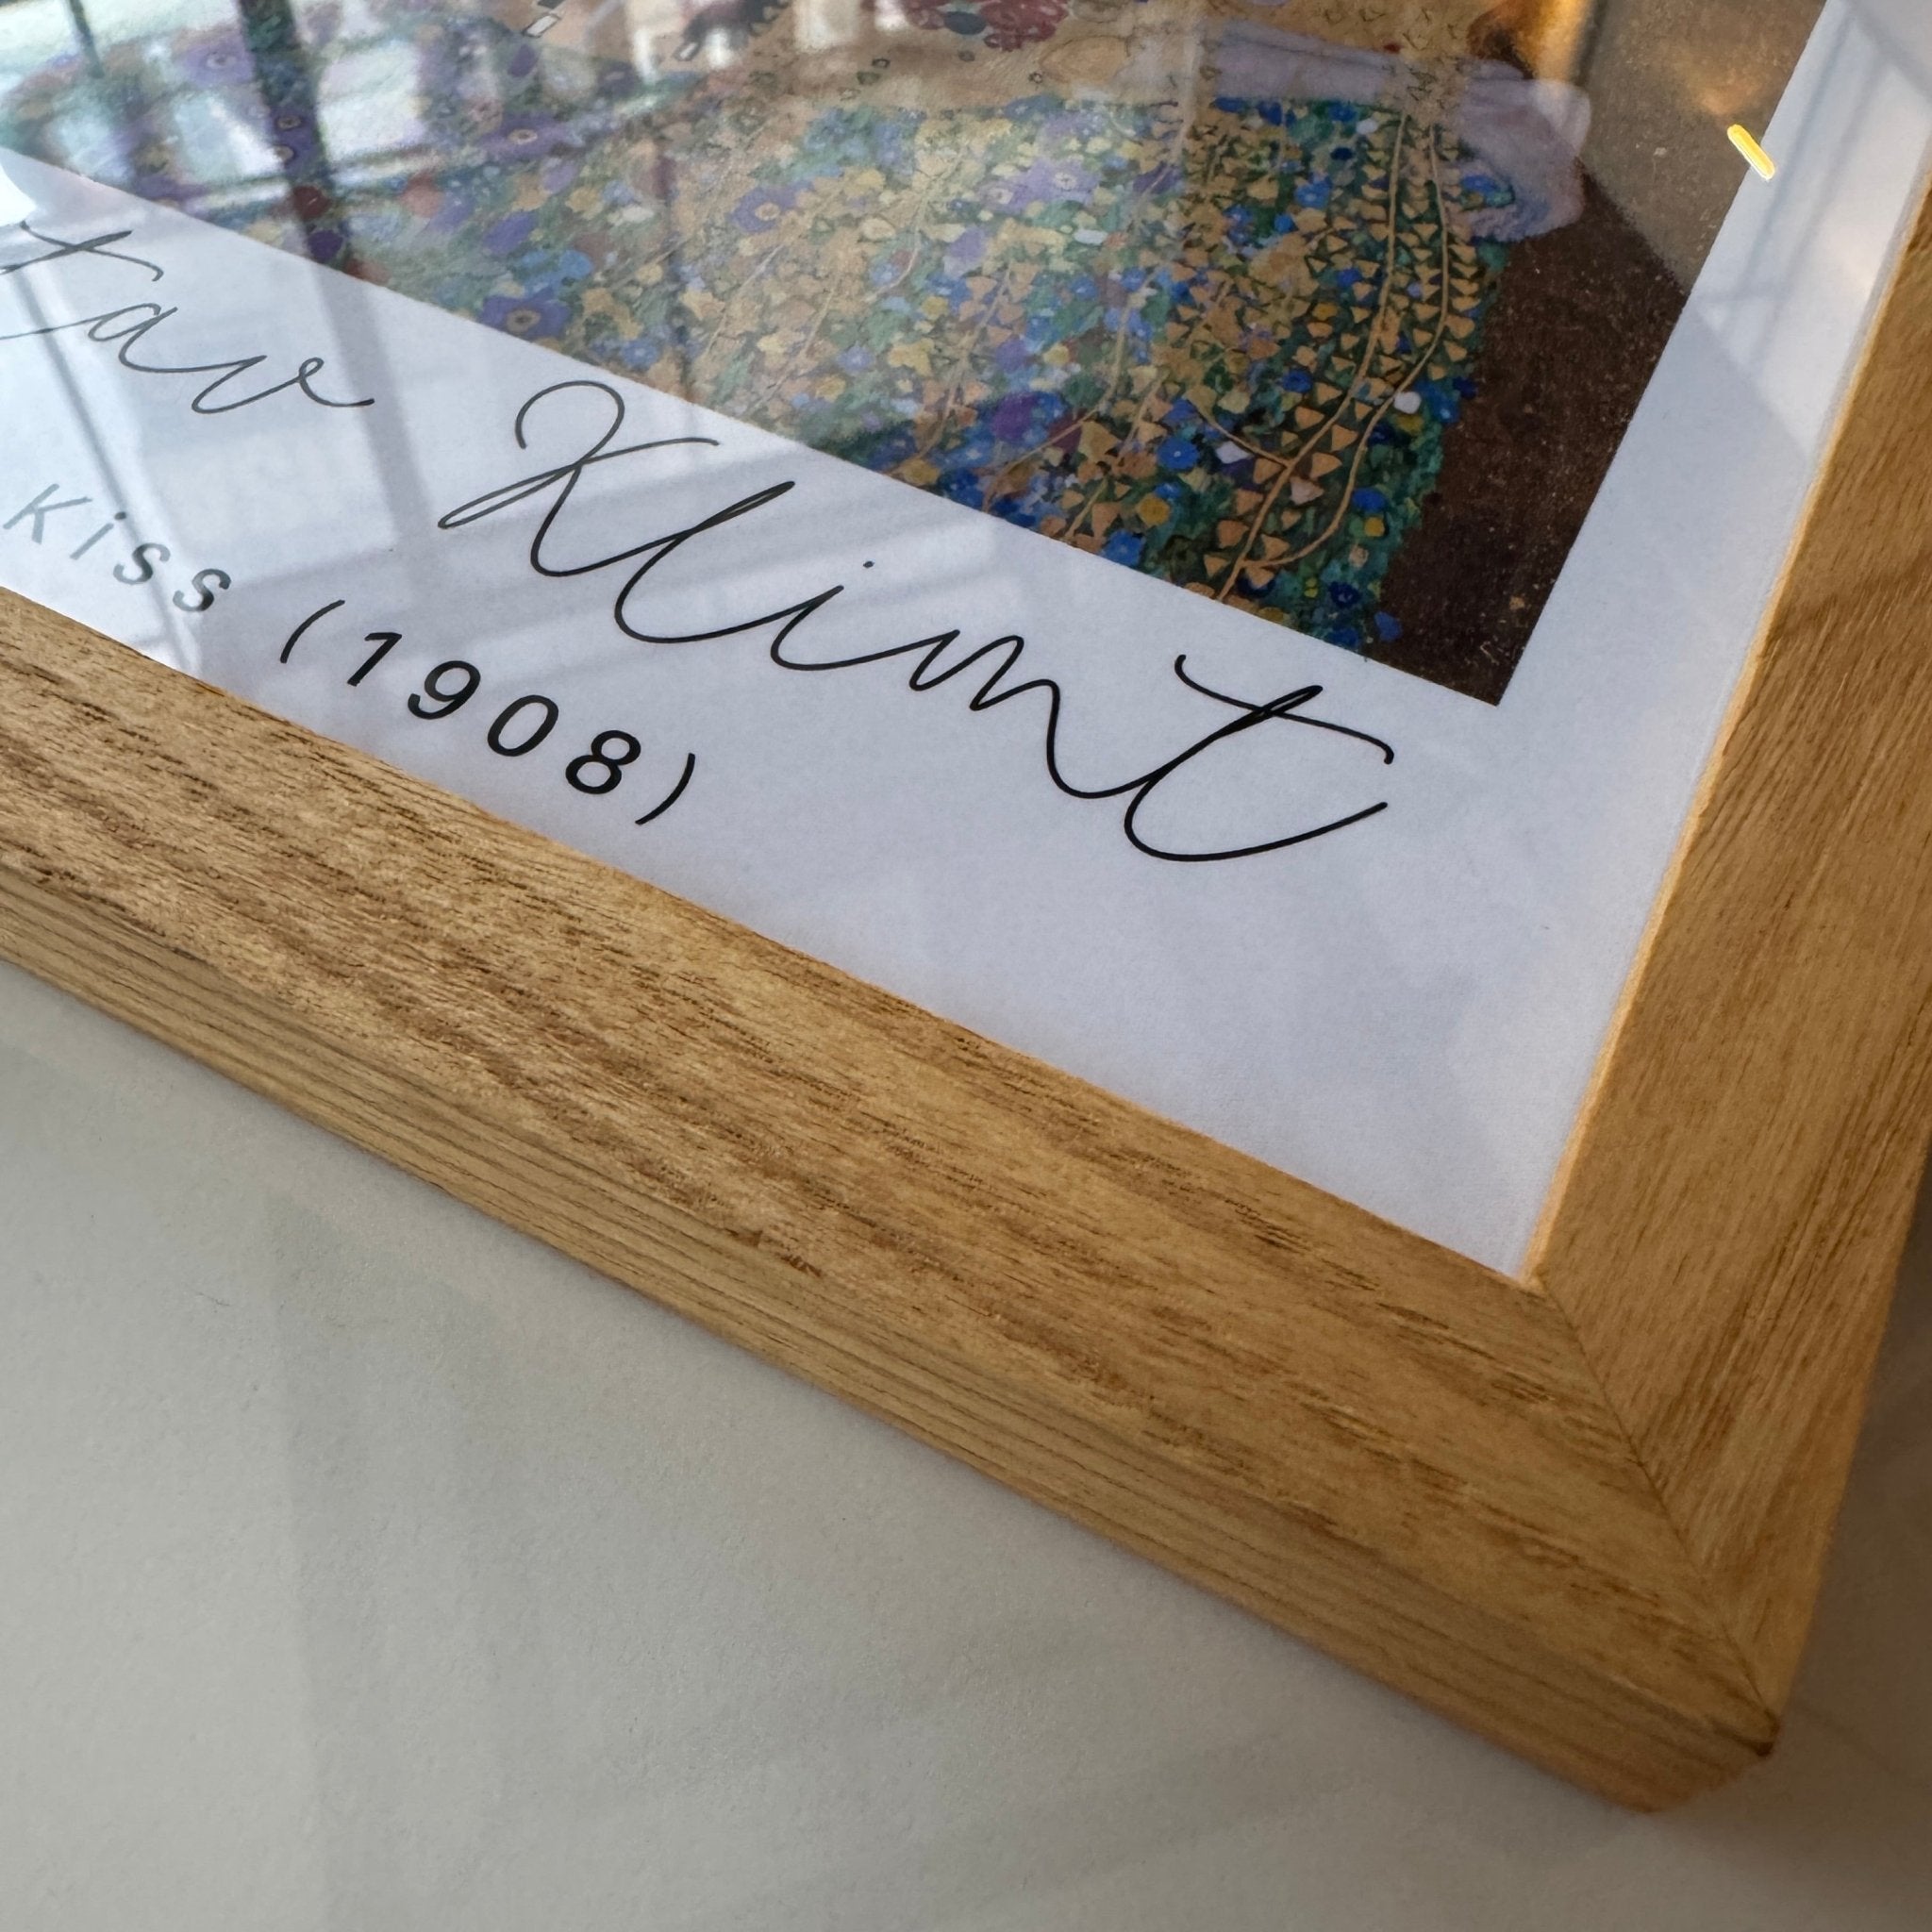 tav Klimt
Kiss (1908)